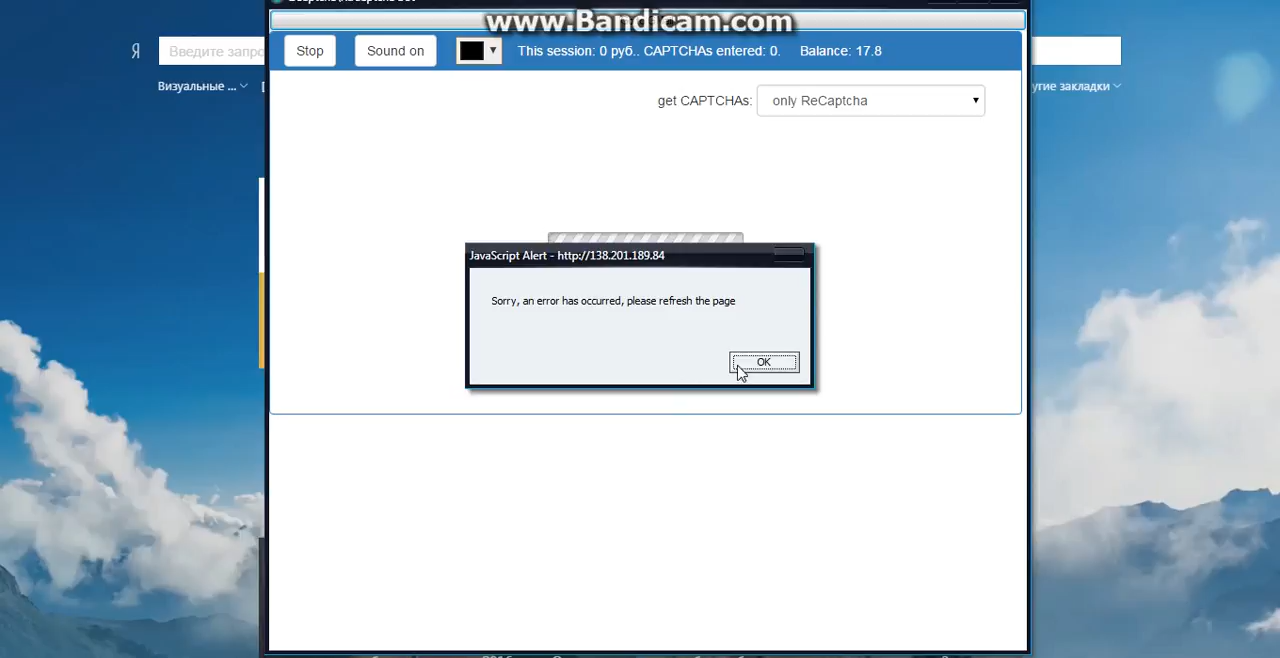 www.Bandicam.com
Я
Введите запро
Stop
Sound on
This session: 0 руб.. CAPTCHAs entered: 0.
Balance: 17.8
Визуальные ...
ругие закладки
get CAPTCHAs:
only ReCaptcha
JavaScript Alert - http://138.201.189.84
Sorry, an error has occurred, please refresh the page
OK